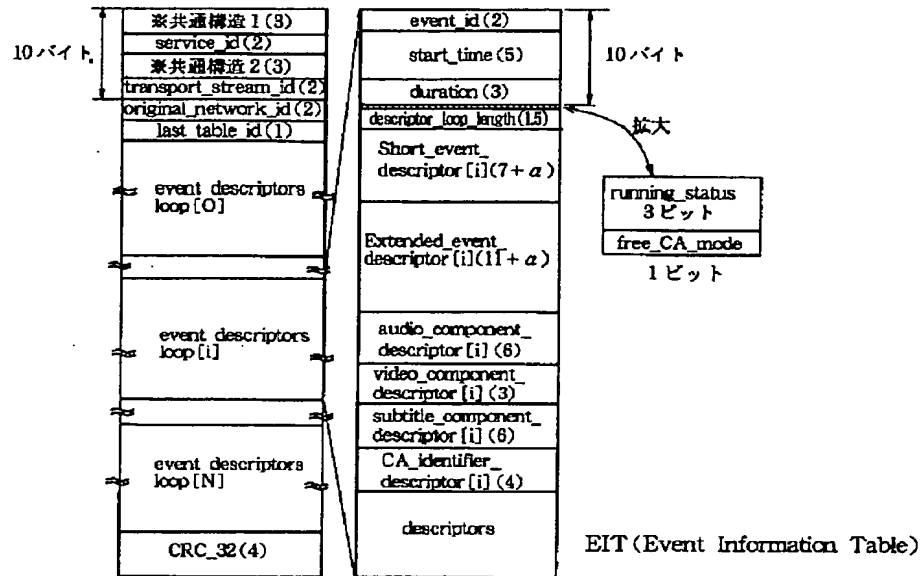 10バイト
※共通構造1(3)
service_id(2)
※共通構造2(3)
transport_stream_id(2)
original_network_id(2)
last_table_id(1)
event descriptors
loop[0]
event descriptors
loop[i]
event descriptors
loop[N]
CRC_32(4)
event_id(2)
start_time(5)
duration(3)
10バイト
descriptor_loop_length(1.5)
Short_event_
descriptor[i](7+α)
Extended_event_
descriptor[i](11+α)
audio_component_
descriptor[i](6)
video_component_
descriptor[i](3)
subtitle_component_
descriptor[i](6)
CA_identifier_
descriptor[i](4)
descriptors
拡大
running_status
3ビット
free_CA_mode
1ビット
EIT(Event Information Table)